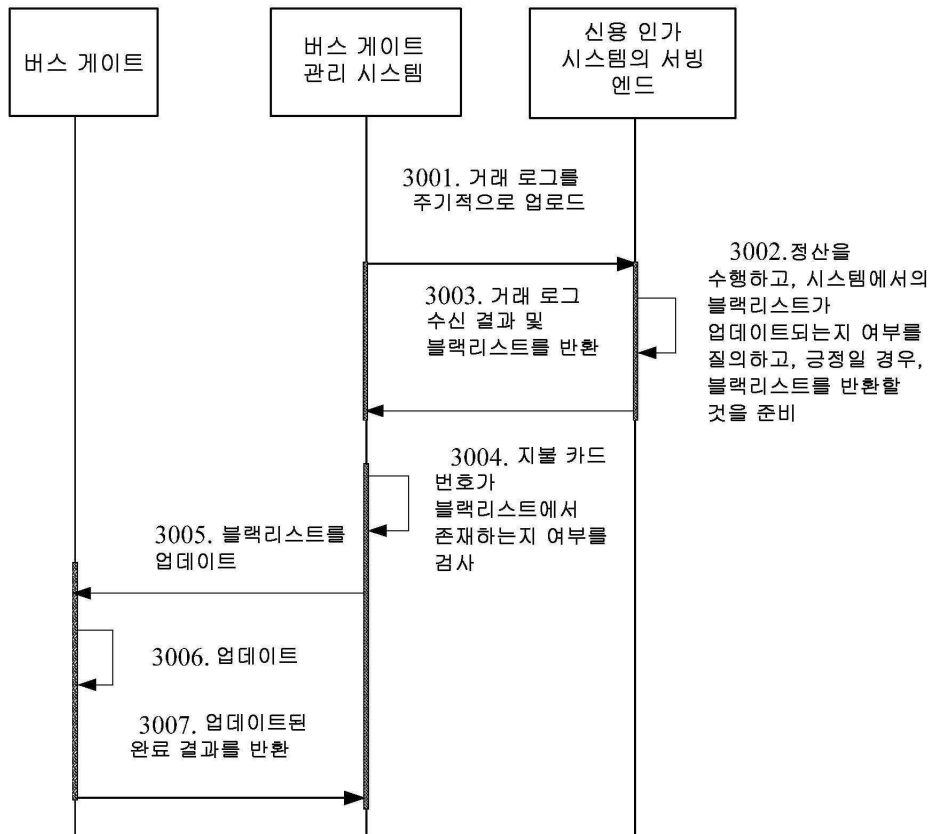 버스 게이트
버스 게이트
관리 시스템
신용 인가
시스템의 서빙
엔드
3001. 거래 로그를
주기적으로 업로드
3002.정산을
수행하고, 시스템에서의
블랙리스트가
업데이트되는지 여부를
질의하고, 긍정일 경우,
블랙리스트를 반환할
것을 준비
3003. 거래 로그
수신 결과 및
블랙리스트를 반환
3004. 지불 카드
번호가
블랙리스트에서
존재하는지 여부를
검사
3005. 블랙리스트를
업데이트
3006. 업데이트
3007. 업데이트된
완료 결과를 반환